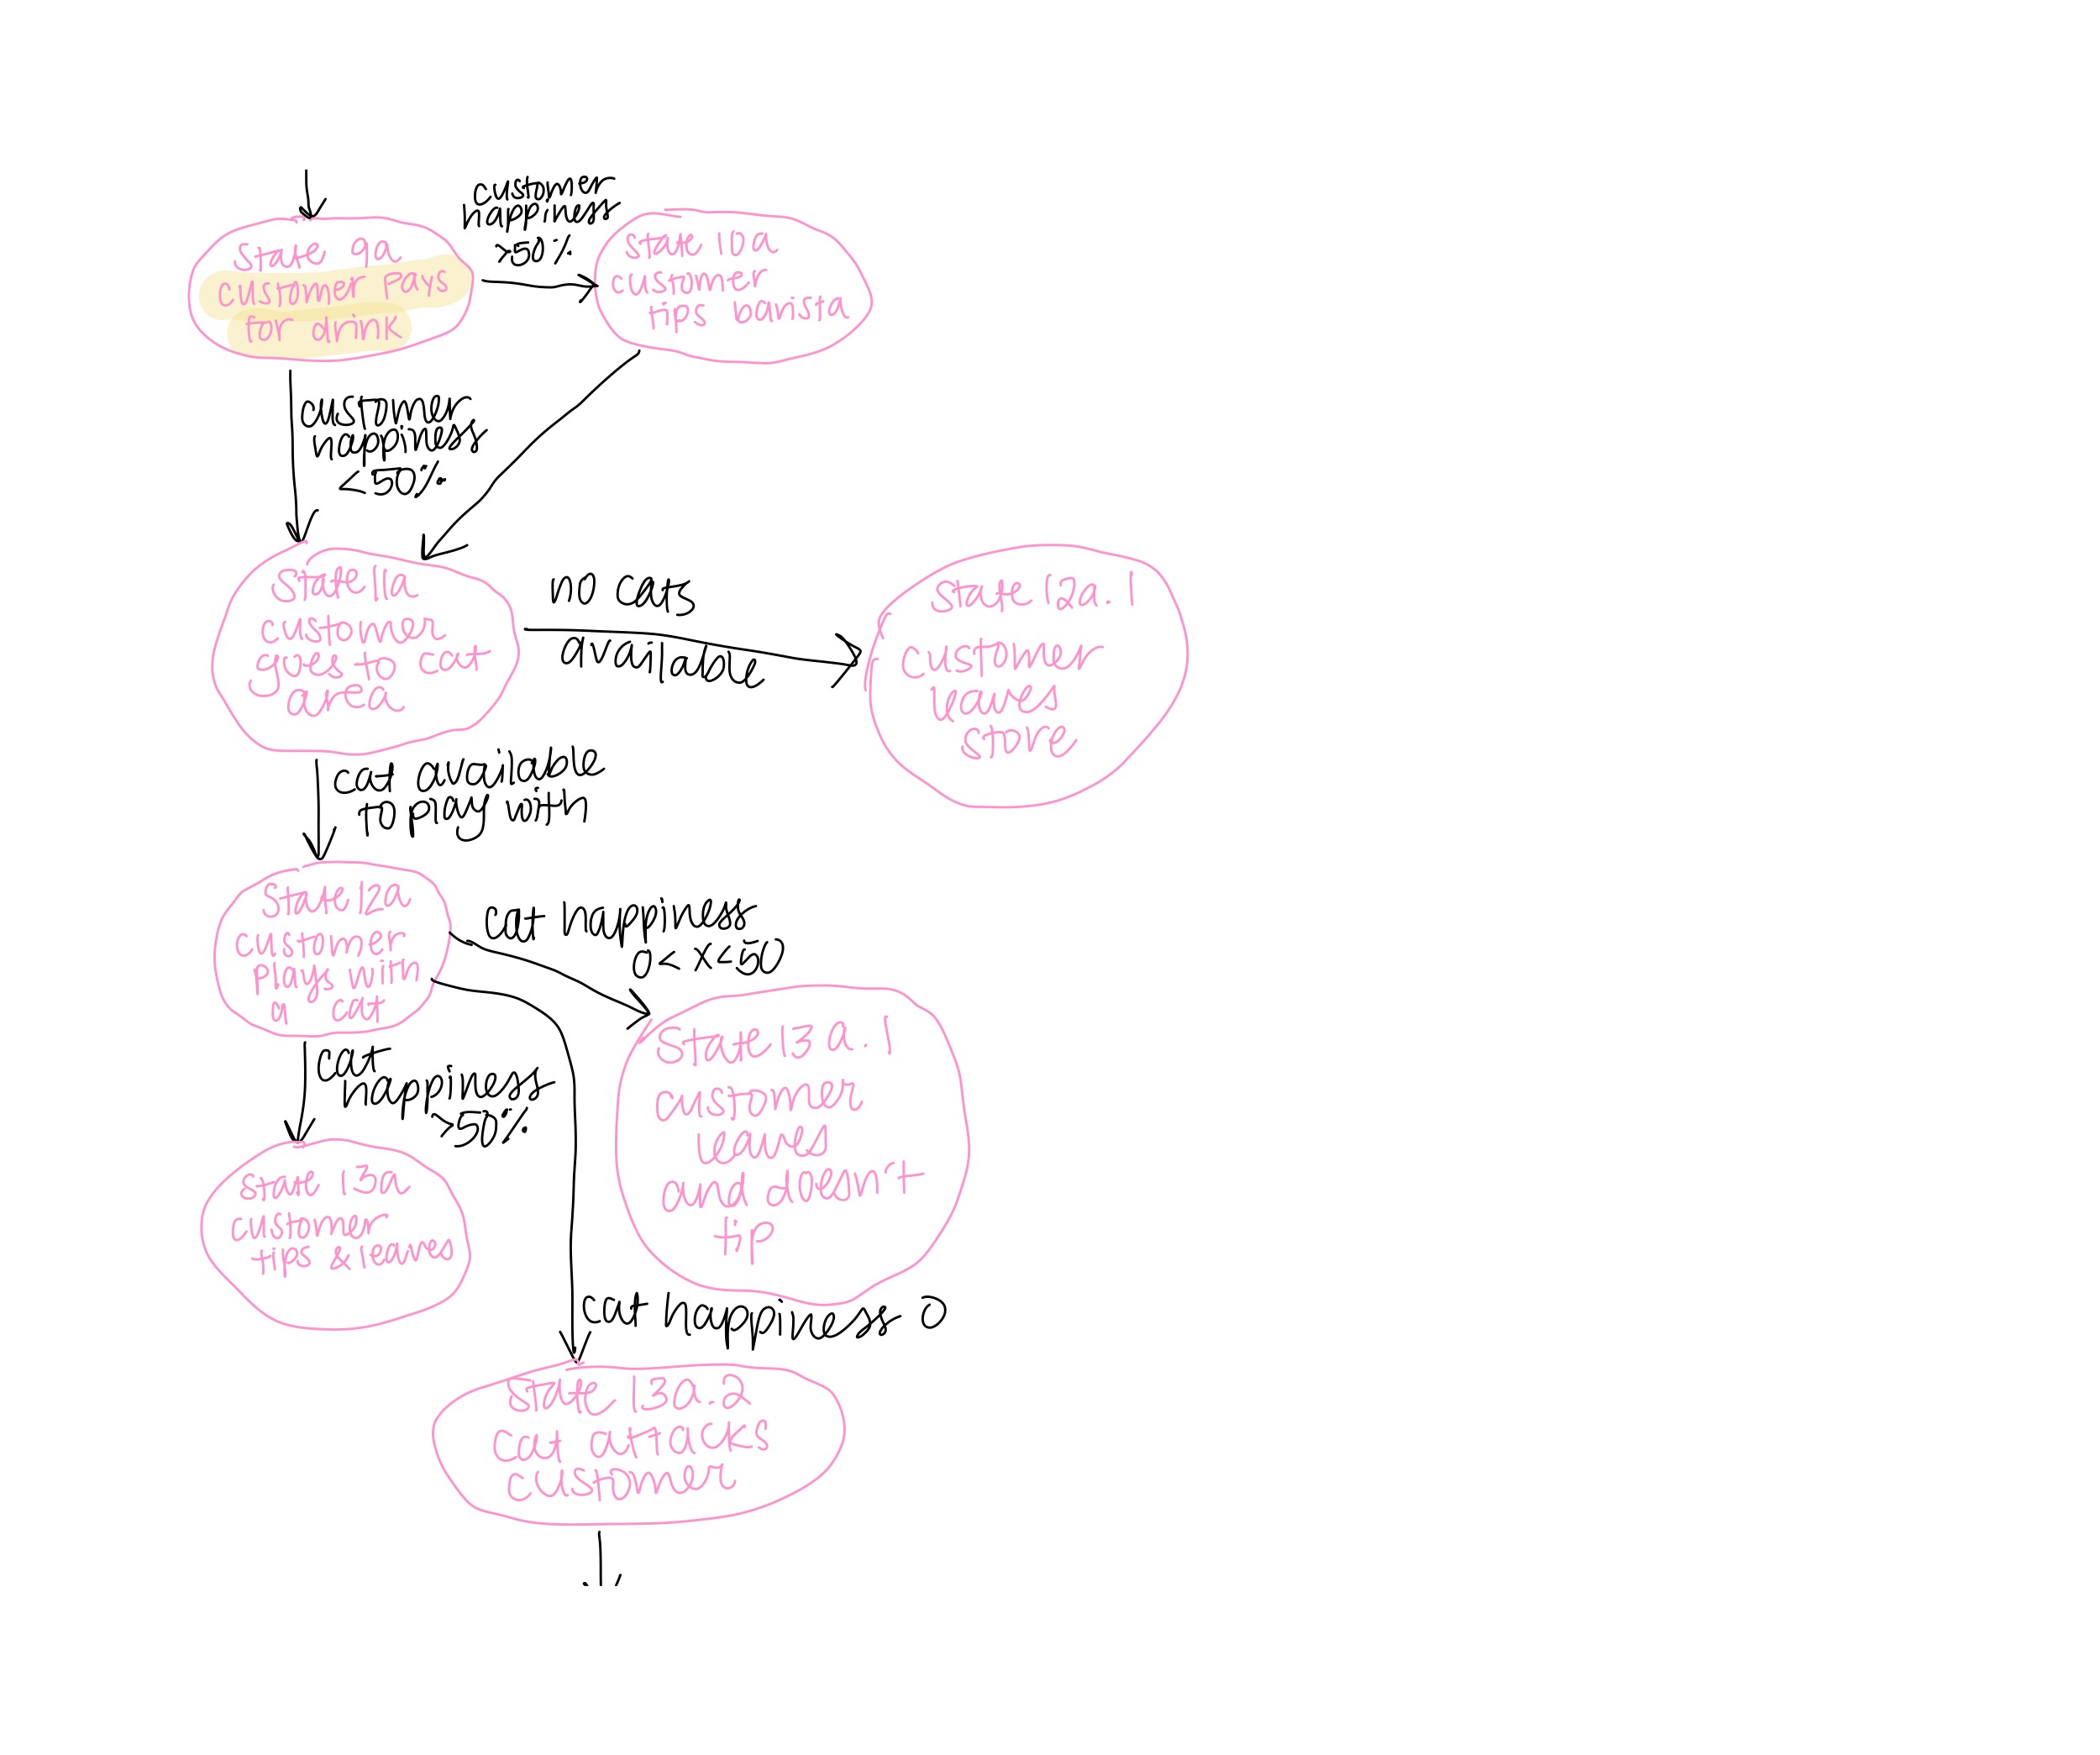 customer
happiness
>50%
State 9a
customer pays
for drink
state 10a
customer
tips barista
customer
happiness
<50%
State 11a
customer
goes to cat
area
no cats
available
State 12a.1
customer
leaves
store
cat available
to play with
State 12a
customer
plays with
a cat
cat happiness
0<x<50
cat
happiness
>50%
State 13a.1
customer
leaves
and doesn't
tip
state 13a
customer
tips & leaves
cat happiness 0
State 13a.2
cat attacks
customer